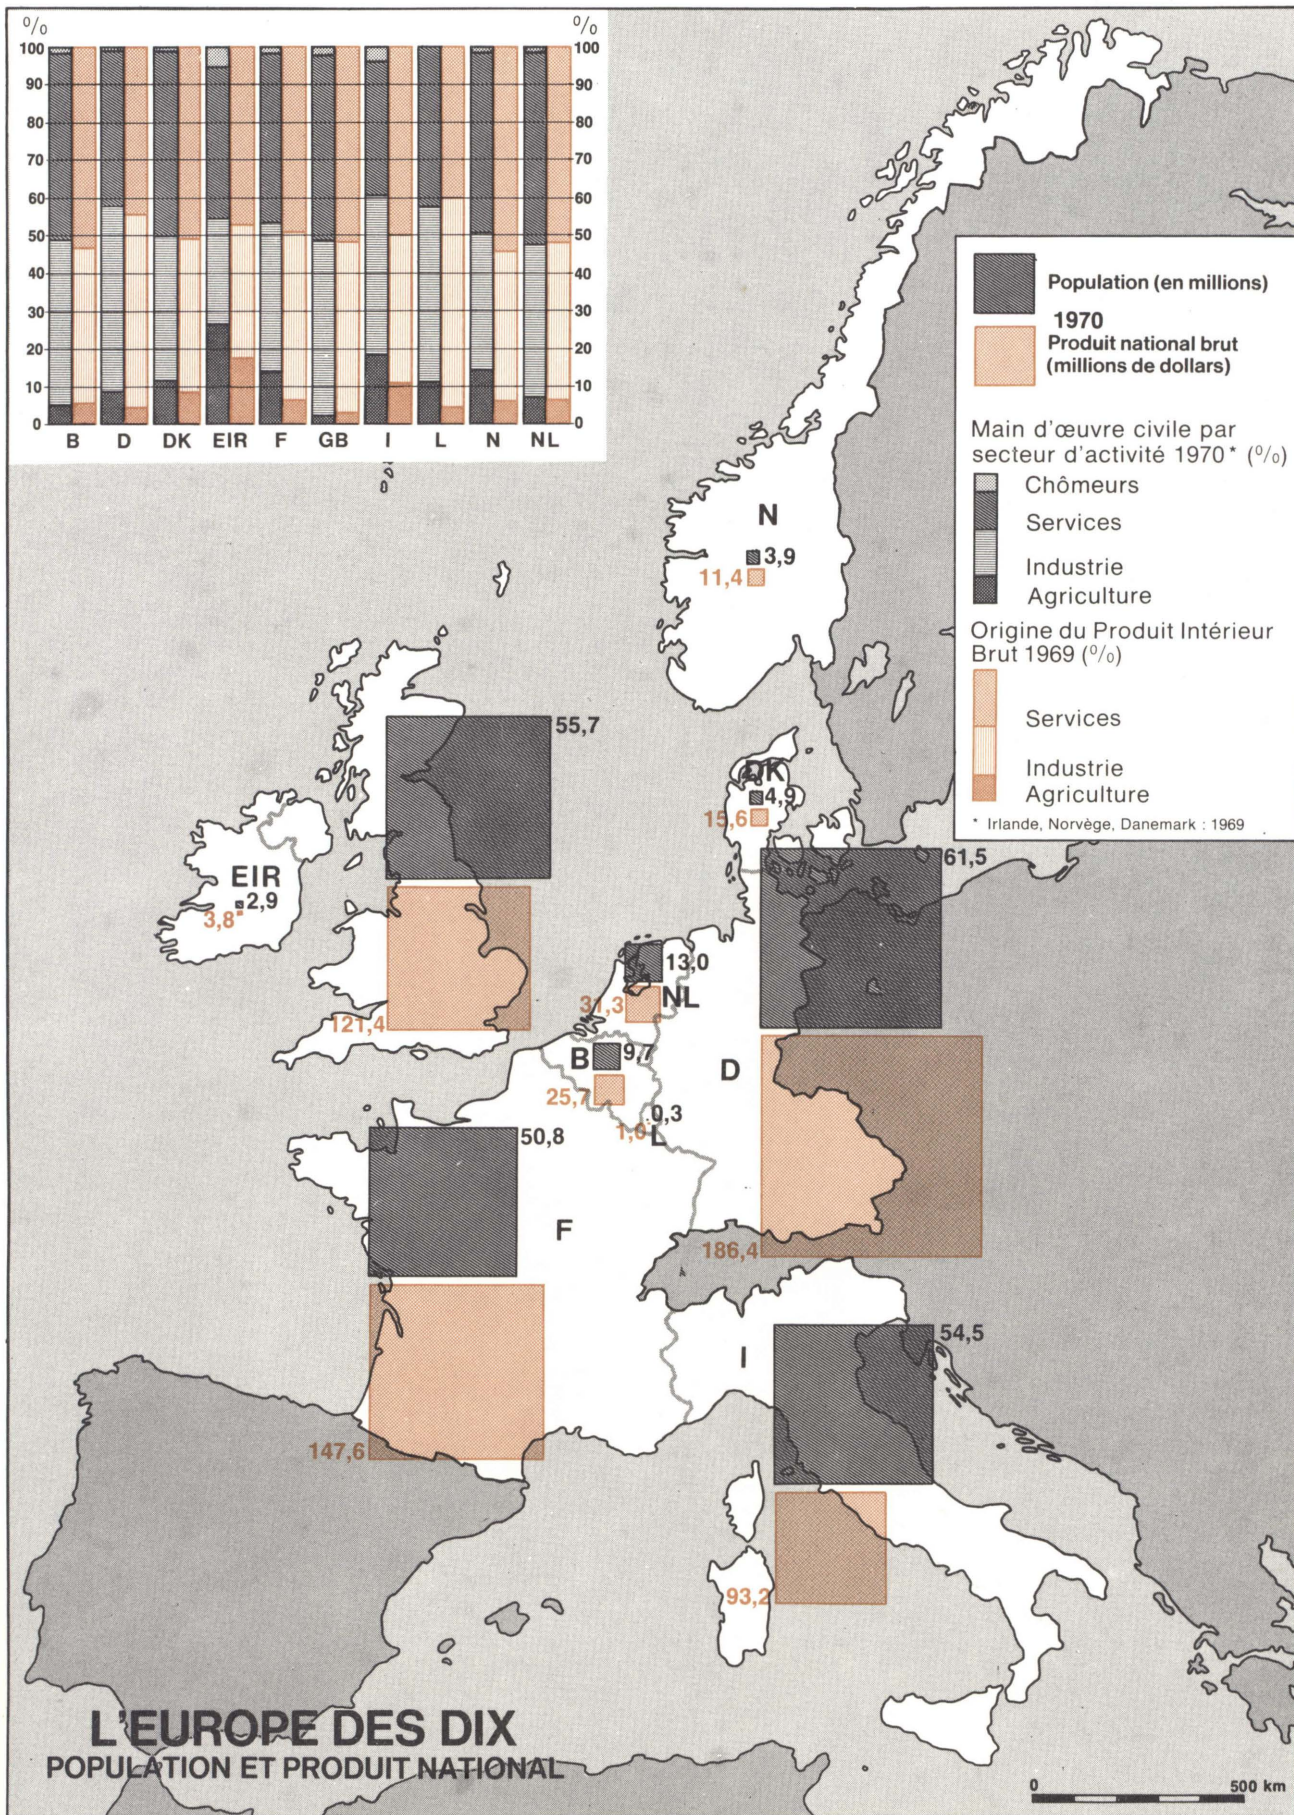 % %
100 100
90 90
80 80
70 70
60 60
50 50
40 40
30 30
20 20
10 10
0 0
B D DK EIR F GB I L N NL
Population (en millions)
1970
Produit national brut
(millions de dollars)
Main d'œuvre civile par
secteur d'activité 1970* (%)
Chômeurs
Services
Industrie
Agriculture
Origine du Produit Intérieur
Brut 1969 (%)
Services
Industrie
Agriculture
* Irlande, Norvège, Danemark : 1969
N
3,9
11,4
55,7
DK
4,9
15,6
61,5
EIR
2,9
3,8
13,0
NL
31,3
121,4
B
9,7
25,7
D
0,3
L
50,8
F
186,4
54,5
I
147,6
93,2
L'EUROPE DES DIX
POPULATION ET PRODUIT NATIONAL
0 500 km